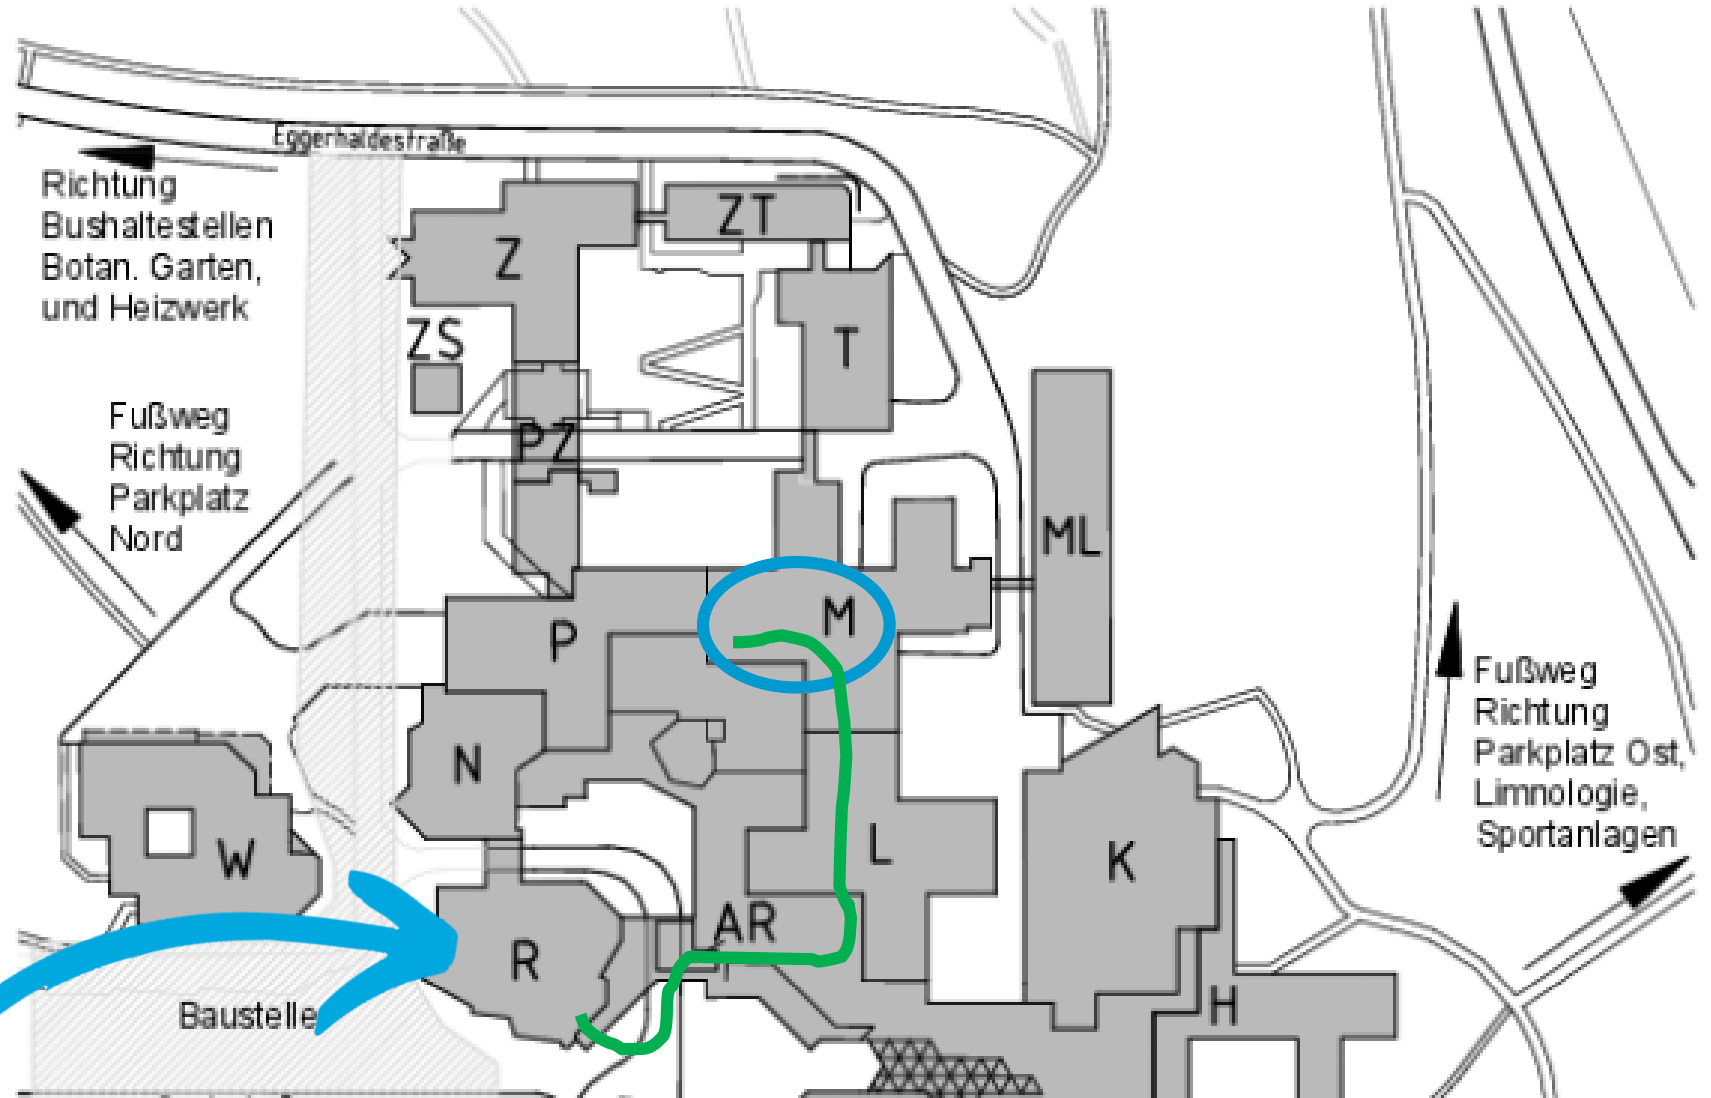 Eggerhaldestraße
Richtung
Bushaltestellen
Botan. Garten,
und Heizwerk
ZT
Z
ZS
T
Fußweg
Richtung
Parkplatz
Nord
PZ
ML
M
P
Fußweg
Richtung
Parkplatz Ost,
Limnologie,
Sportanlagen
N
W
L
K
AR
R
H
Baustelle